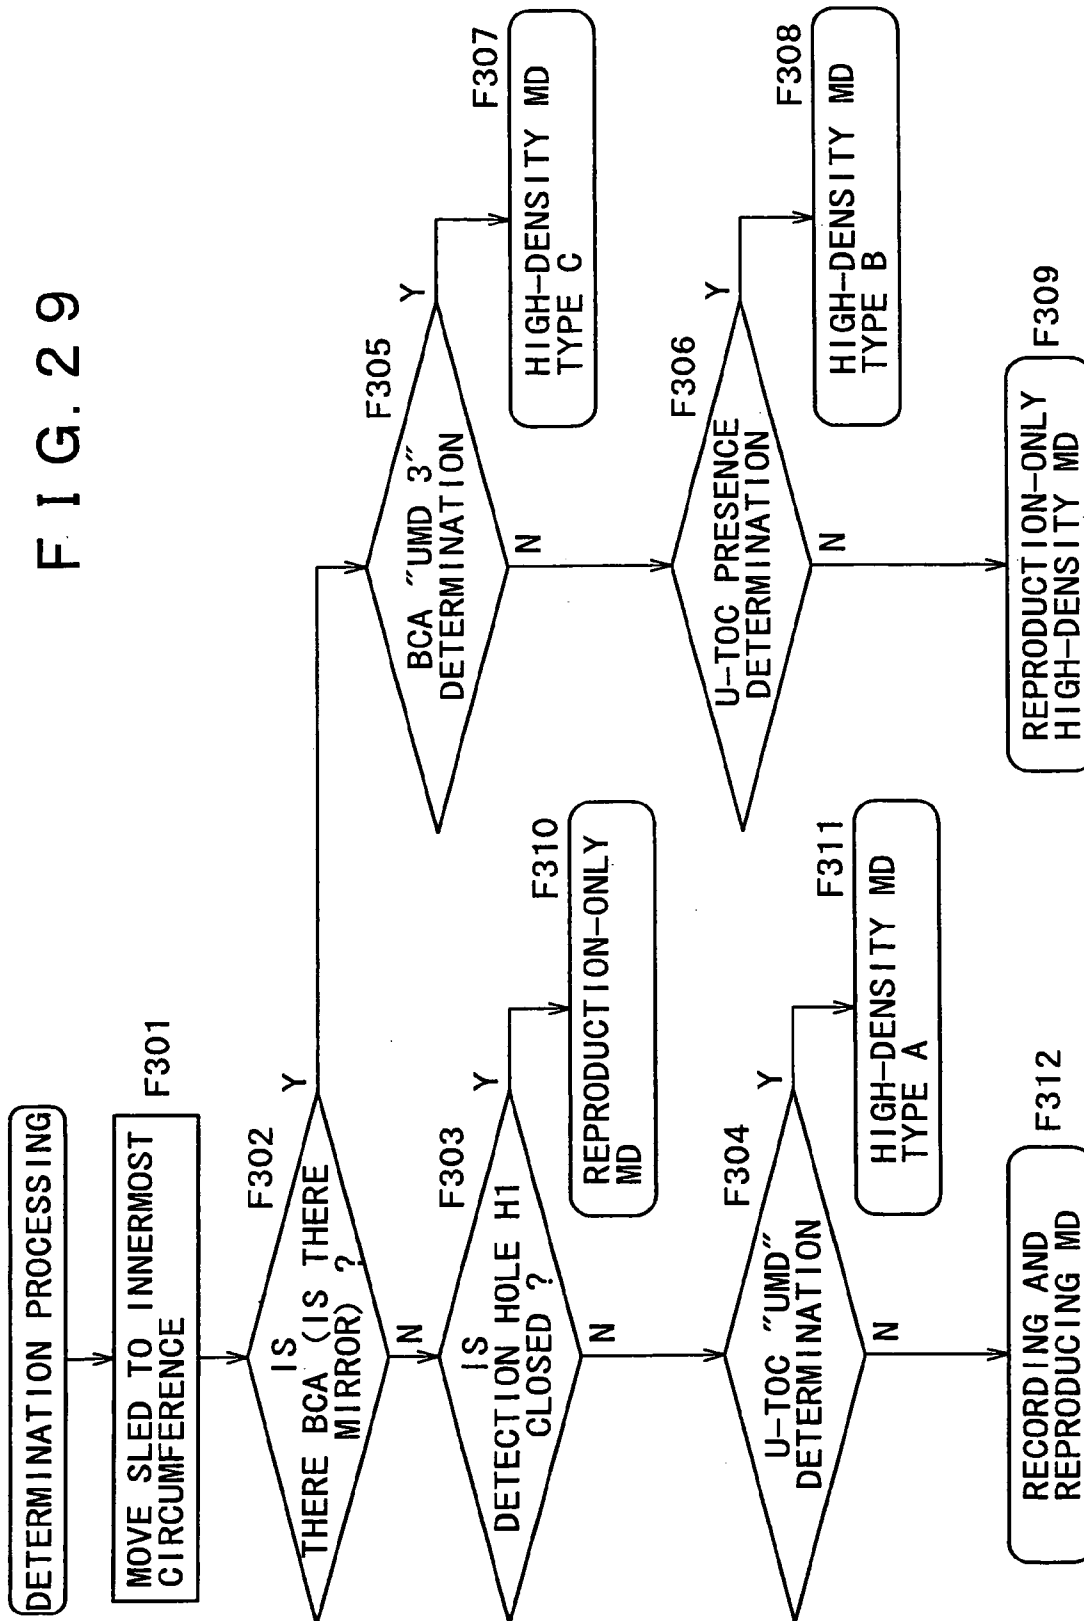 FIG. 29
DETERMINATION PROCESSING
F301
MOVE SLED TO INNERMOST
CIRCUMFERENCE
F302
IS
THERE BCA (IS THERE
MIRROR) ?
Y
N
F303
IS
DETECTION HOLE H1
CLOSED ?
Y
N
F310
REPRODUCTION-ONLY
MD
F304
U-TOC "UMD"
DETERMINATION
Y
N
F311
HIGH-DENSITY MD
TYPE A
F312
RECORDING AND
REPRODUCING MD
F305
BCA "UMD 3"
DETERMINATION
Y
N
F307
HIGH-DENSITY MD
TYPE C
F306
U-TOC PRESENCE
DETERMINATION
Y
N
F308
HIGH-DENSITY MD
TYPE B
F309
REPRODUCTION-ONLY
HIGH-DENSITY MD